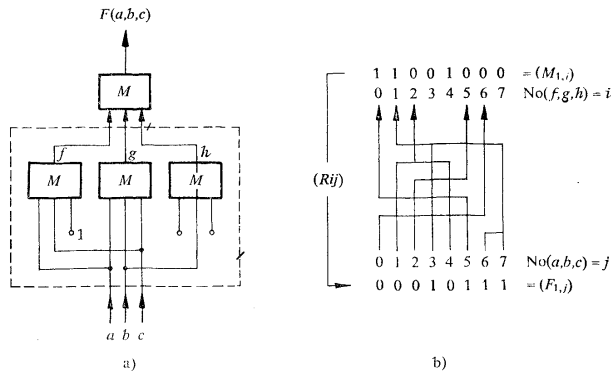 F(a,b,c)
M
f
g
h
M
M
M
1
a b c
a)
1 1 0 0 1 0 0 0 = (M1,i)
0 1 2 3 4 5 6 7 No(f,g,h) = i
(Rij)
0 1 2 3 4 5 6 7 No(a,b,c) = j
0 0 0 1 0 1 1 1 = (F1,j)
b)